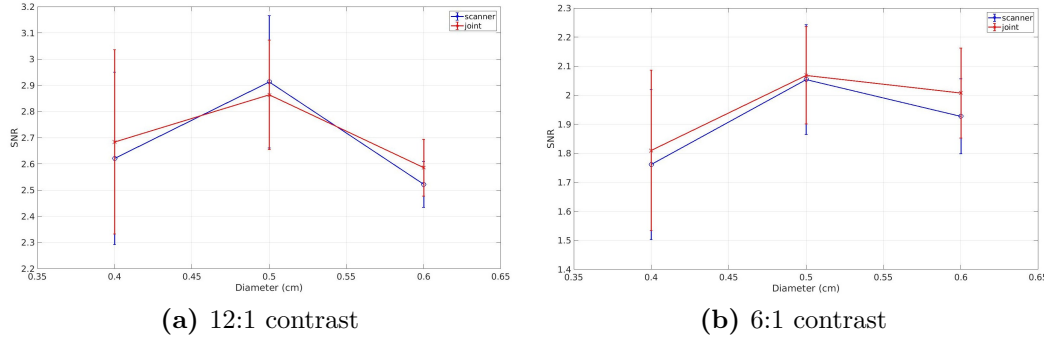 3.2
3.1
3
2.9
2.8
2.7
2.6
2.5
2.4
2.3
2.2
SNR
0.35 0.4 0.45 0.5 0.55 0.6 0.65
Diameter (cm)
scanner
joint
(a) 12:1 contrast
2.3
2.2
2.1
2
1.9
1.8
1.7
1.6
1.5
1.4
SNR
0.35 0.4 0.45 0.5 0.55 0.6 0.65
Diameter (cm)
scanner
joint
(b) 6:1 contrast